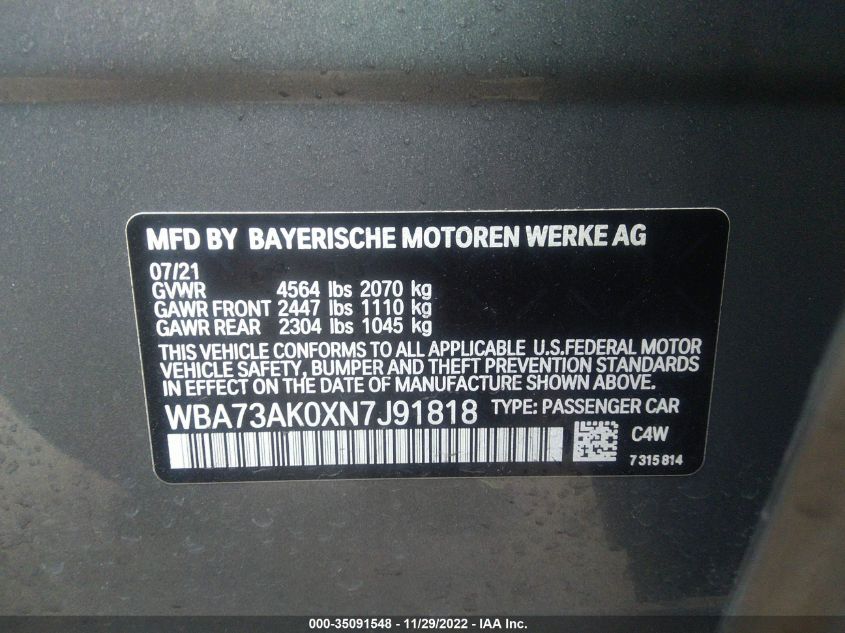 MFD BY BAYERISCHE MOTOREN WERKE AG
07/21
GVWR 4564 lbs 2070 kg
GAWR FRONT 2447 lbs 1110 kg
GAWR REAR 2304 lbs 1045 kg
THIS VEHICLE CONFORMS TO ALL APPLICABLE U.S.FEDERAL MOTOR
VEHICLE SAFETY, BUMPER AND THEFT PREVENTION STANDARDS
IN EFFECT ON THE DATE OF MANUFACTURE SHOWN ABOVE.
WBA73AK0XN7J91818 TYPE: PASSENGER CAR
C4W
7315814
000-35091548 - 11/29/2022 - IAA Inc.